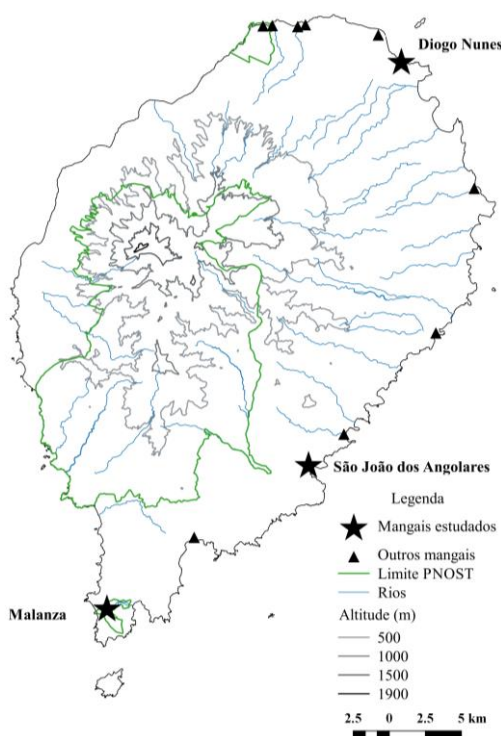 Diogo Nunes
São João dos Angolares
Legenda
Mangais estudados
Outros mangais
Limite PNOST
Rios
Malanza
Altitude (m)
500
1000
1500
1900
2.5 0 2.5 5 km